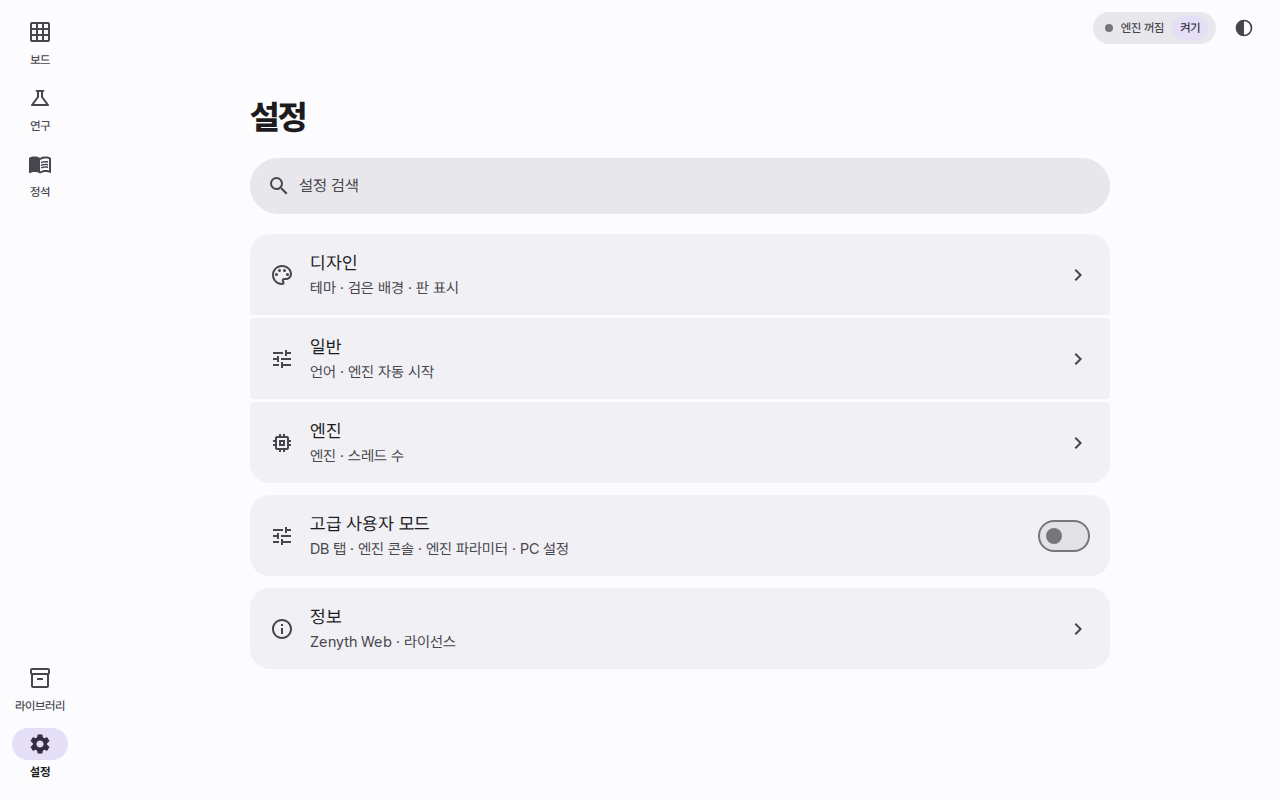 보드
연구
정석
라이브러리
설정
엔진 꺼짐
켜기
설정
설정 검색
디자인
테마 · 검은 배경 · 판 표시
일반
언어 · 엔진 자동 시작
엔진
엔진 · 스레드 수
고급 사용자 모드
DB 탭 · 엔진 콘솔 · 엔진 파라미터 · PC 설정
정보
Zenyth Web · 라이선스